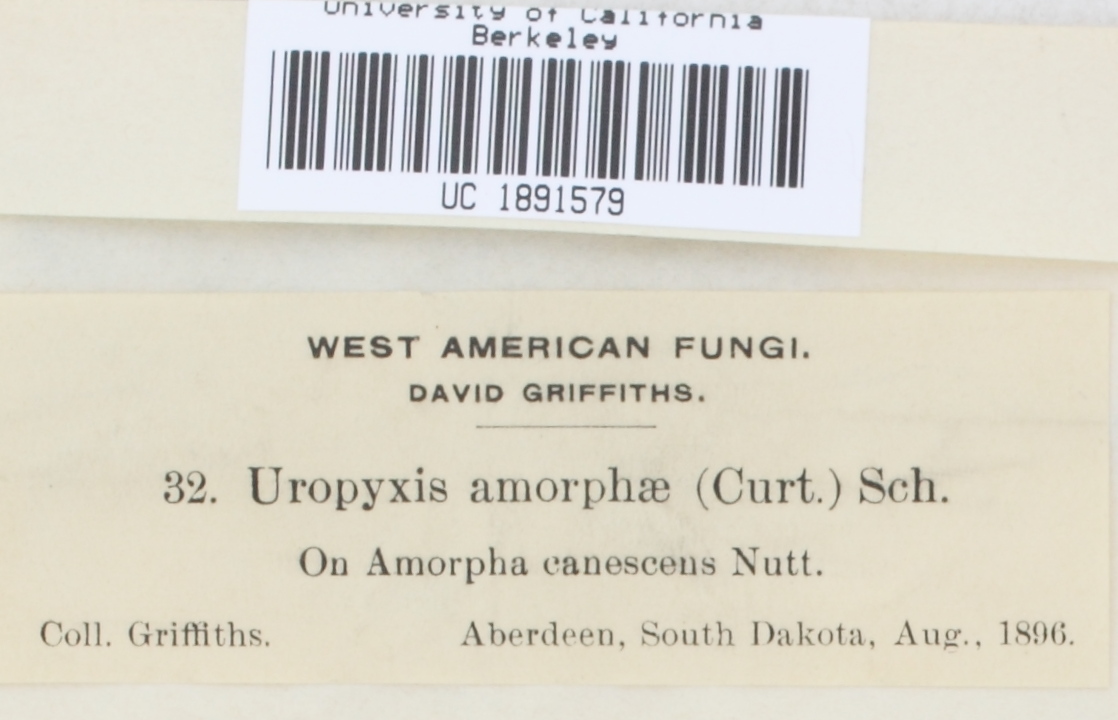 University of California
Berkeley
UC 1891579
WEST AMERICAN FUNGI.
DAVID GRIFFITHS.
32. Uropyxis amorphæ (Curt.) Sch.
On Amorpha canescens Nutt.
Coll. Griffiths. Aberdeen, South Dakota, Aug., 1896.